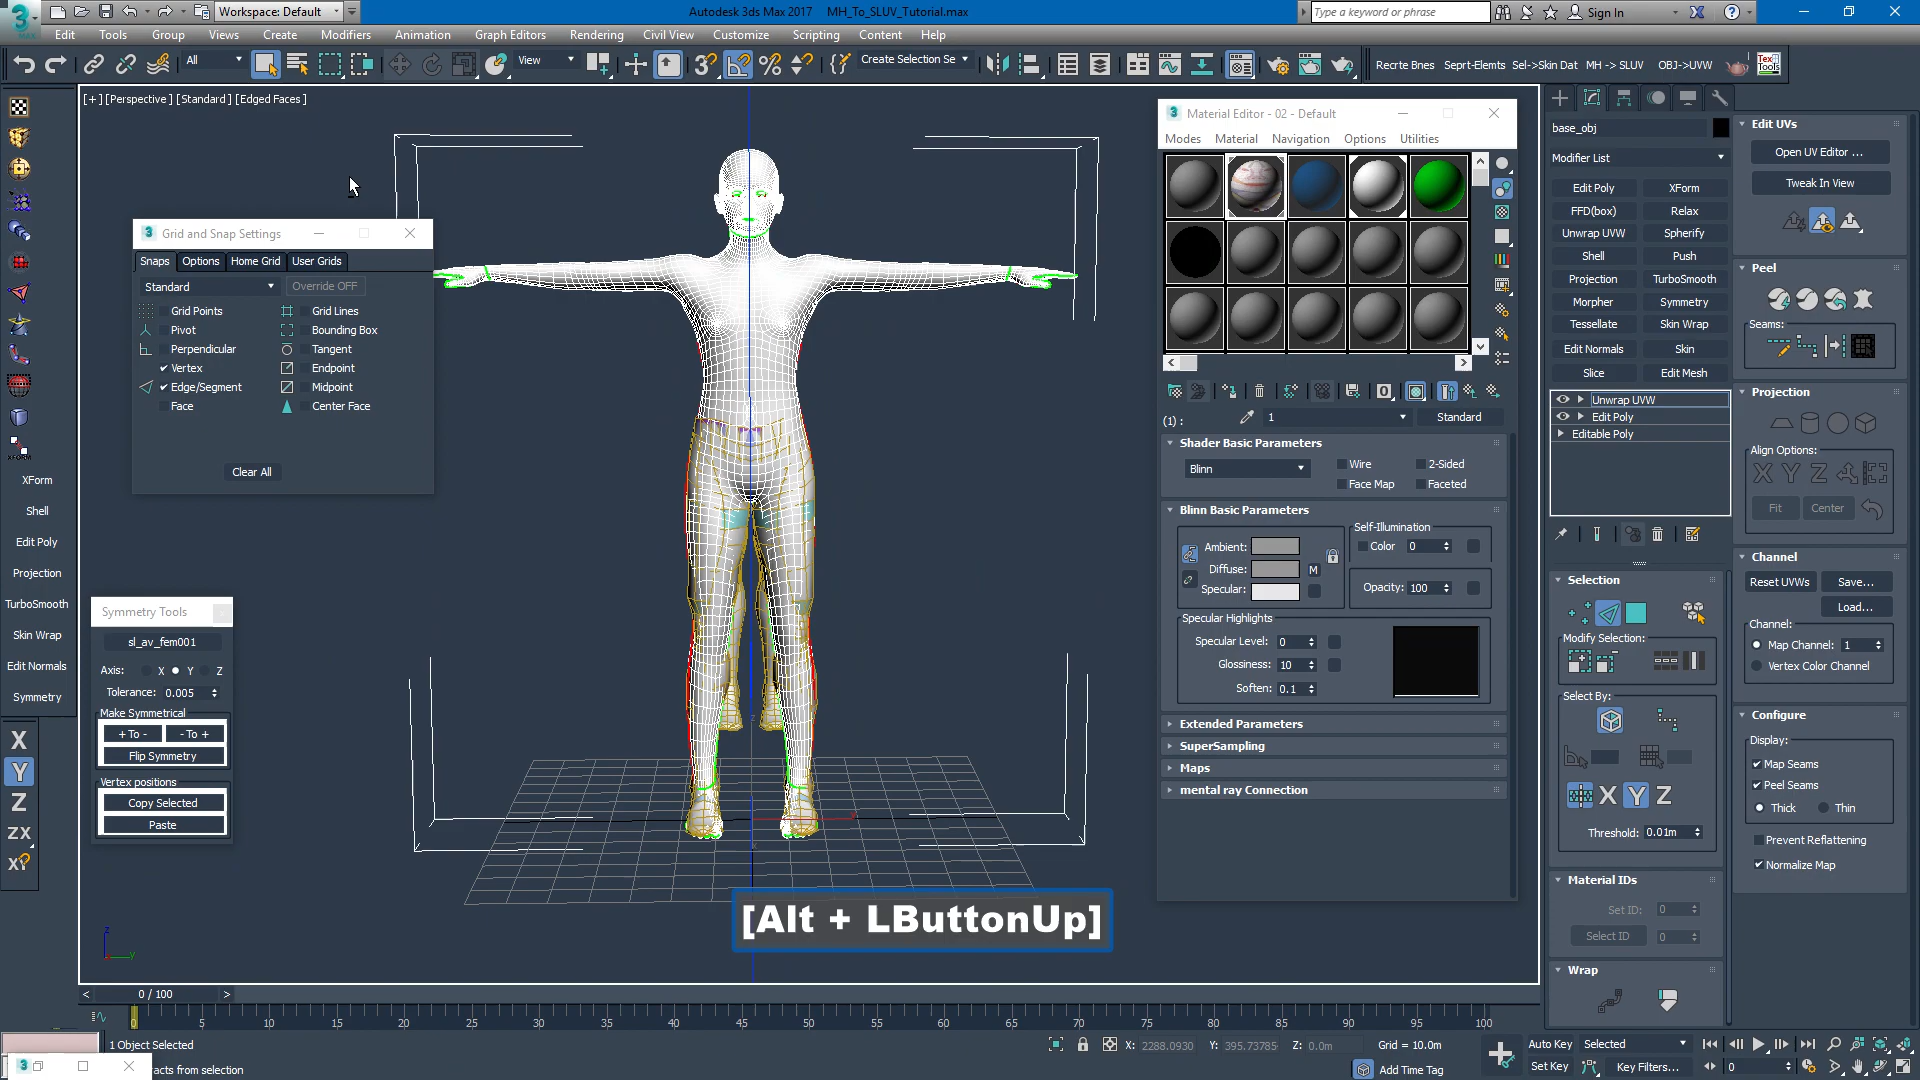 Workspace: Default
Autodesk 3ds Max 2017 MH_To_SLUV_Tutorial.max
Type a keyword or phrase
Sign In
MAX
Edit Tools Group Views Create Modifiers Animation Graph Editors Rendering Civil View Customize Scripting Content Help
All
View
Create Selection Se
Recrte Bnes Seprt-Elemts Sel->Skin Dat MH -> SLUV OBJ->UVW
[+] [Perspective] [Standard] [Edged Faces]
Grid and Snap Settings
Snaps Options Home Grid User Grids
Standard Override OFF
Grid Points Grid Lines
Pivot Bounding Box
Perpendicular Tangent
Vertex Endpoint
Edge/Segment Midpoint
Face Center Face
Clear All
XForm
XForm
Shell
Edit Poly
Projection
TurboSmooth
Skin Wrap
Edit Normals
Symmetry
X
Y
Z
ZX
XY
Symmetry Tools
sl_av_fem001
Axis: X Y Z
Tolerance: 0.005
Make Symmetrical
+ To - - To +
Flip Symmetry
Vertex positions
Copy Selected
Paste
[Alt + LButtonUp]
Material Editor - 02 - Default
Modes Material Navigation Options Utilities
(1) : 1 Standard
Shader Basic Parameters
Blinn
Wire 2-Sided
Face Map Faceted
Blinn Basic Parameters
Self-Illumination
Ambient: Color 0
Diffuse: M
Specular: Opacity: 100
Specular Highlights
Specular Level: 0
Glossiness: 10
Soften: 0.1
Extended Parameters
SuperSampling
Maps
mental ray Connection
base_obj
Modifier List
Edit Poly XForm
FFD(box) Relax
Unwrap UVW Spherify
Shell Push
Projection TurboSmooth
Morpher Symmetry
Tessellate Skin Wrap
Edit Normals Skin
Slice Edit Mesh
Unwrap UVW
Edit Poly
Editable Poly
Selection
Modify Selection:
Select By:
X Y Z
Threshold: 0.01m
Material IDs
Set ID: 0
Select ID 0
Wrap
Edit UVs
Open UV Editor ...
Tweak In View
Peel
Seams:
Projection
Align Options:
X Y Z
Fit Center
Channel
Reset UVWs Save...
Load...
Channel:
Map Channel: 1
Vertex Color Channel
Configure
Display:
Map Seams
Peel Seams
Thick Thin
Prevent Reflattening
Normalize Map
0 / 100
0 5 10 15 20 25 30 35 40 45 50 55 60 65 70 75 80 85 90 95 100
1 Object Selected
X: 2288.0930 Y: 395.73785 Z: 0.0m Grid = 10.0m
Auto Key Selected
racts from selection
Add Time Tag
Set Key Key Filters... 0